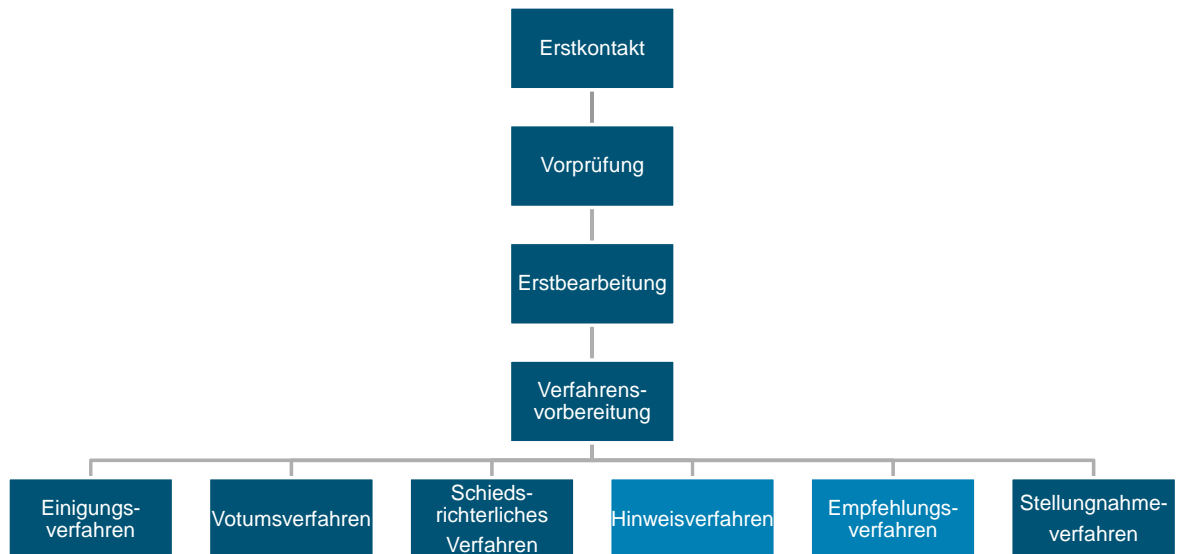 Erstkontakt
Vorprüfung
Erstbearbeitung
Verfahrens-
vorbereitung
Einigungs-
verfahren
Votumsverfahren
Schieds-
richterliches
Verfahren
Hinweisverfahren
Empfehlungs-
verfahren
Stellungnahme-
verfahren